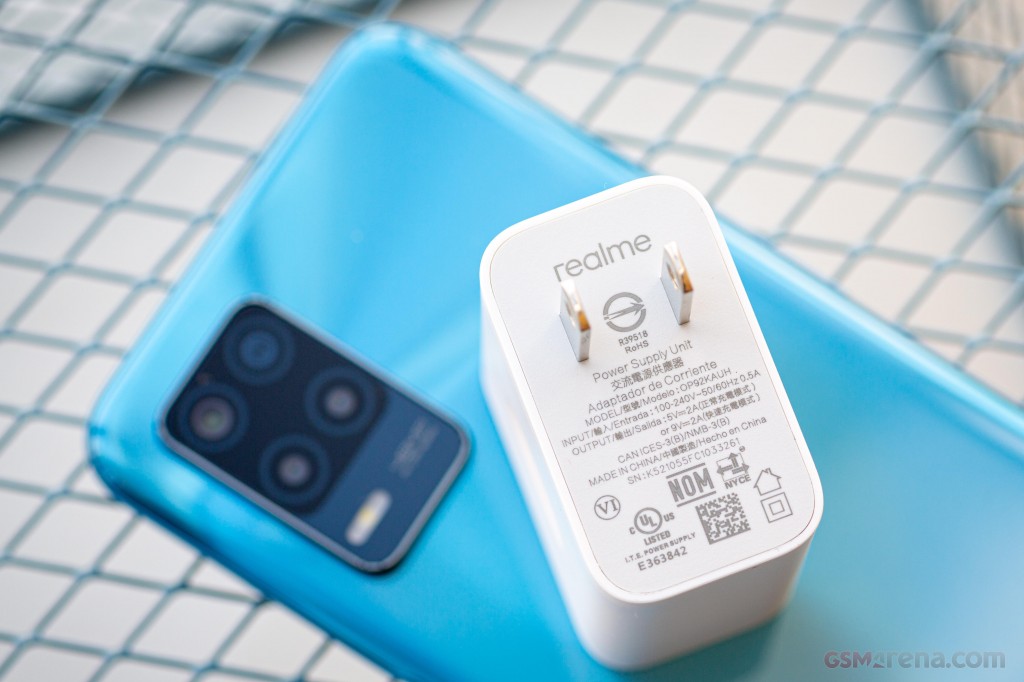 realme
R39518
RoHS
Power Supply Unit
交流電源供應器
Adaptador de Corriente
MODEL/型號/Modelo: OP92KAUH
INPUT/輸入/Entrada: 100-240V~50/60Hz 0.5A
OUTPUT/輸出/Salida: 5V⎓2A(正常充電模式)
or 9V⎓2A(快速充電模式)
CAN ICES-3(B)/NMB-3(B)
MADE IN CHINA/中國製造/Hecho en China
SN:K521055FC1033261
VI
NOM
NYCE
C UL US
LISTED
I.T.E. POWER SUPPLY
E363842
GSMarena.com